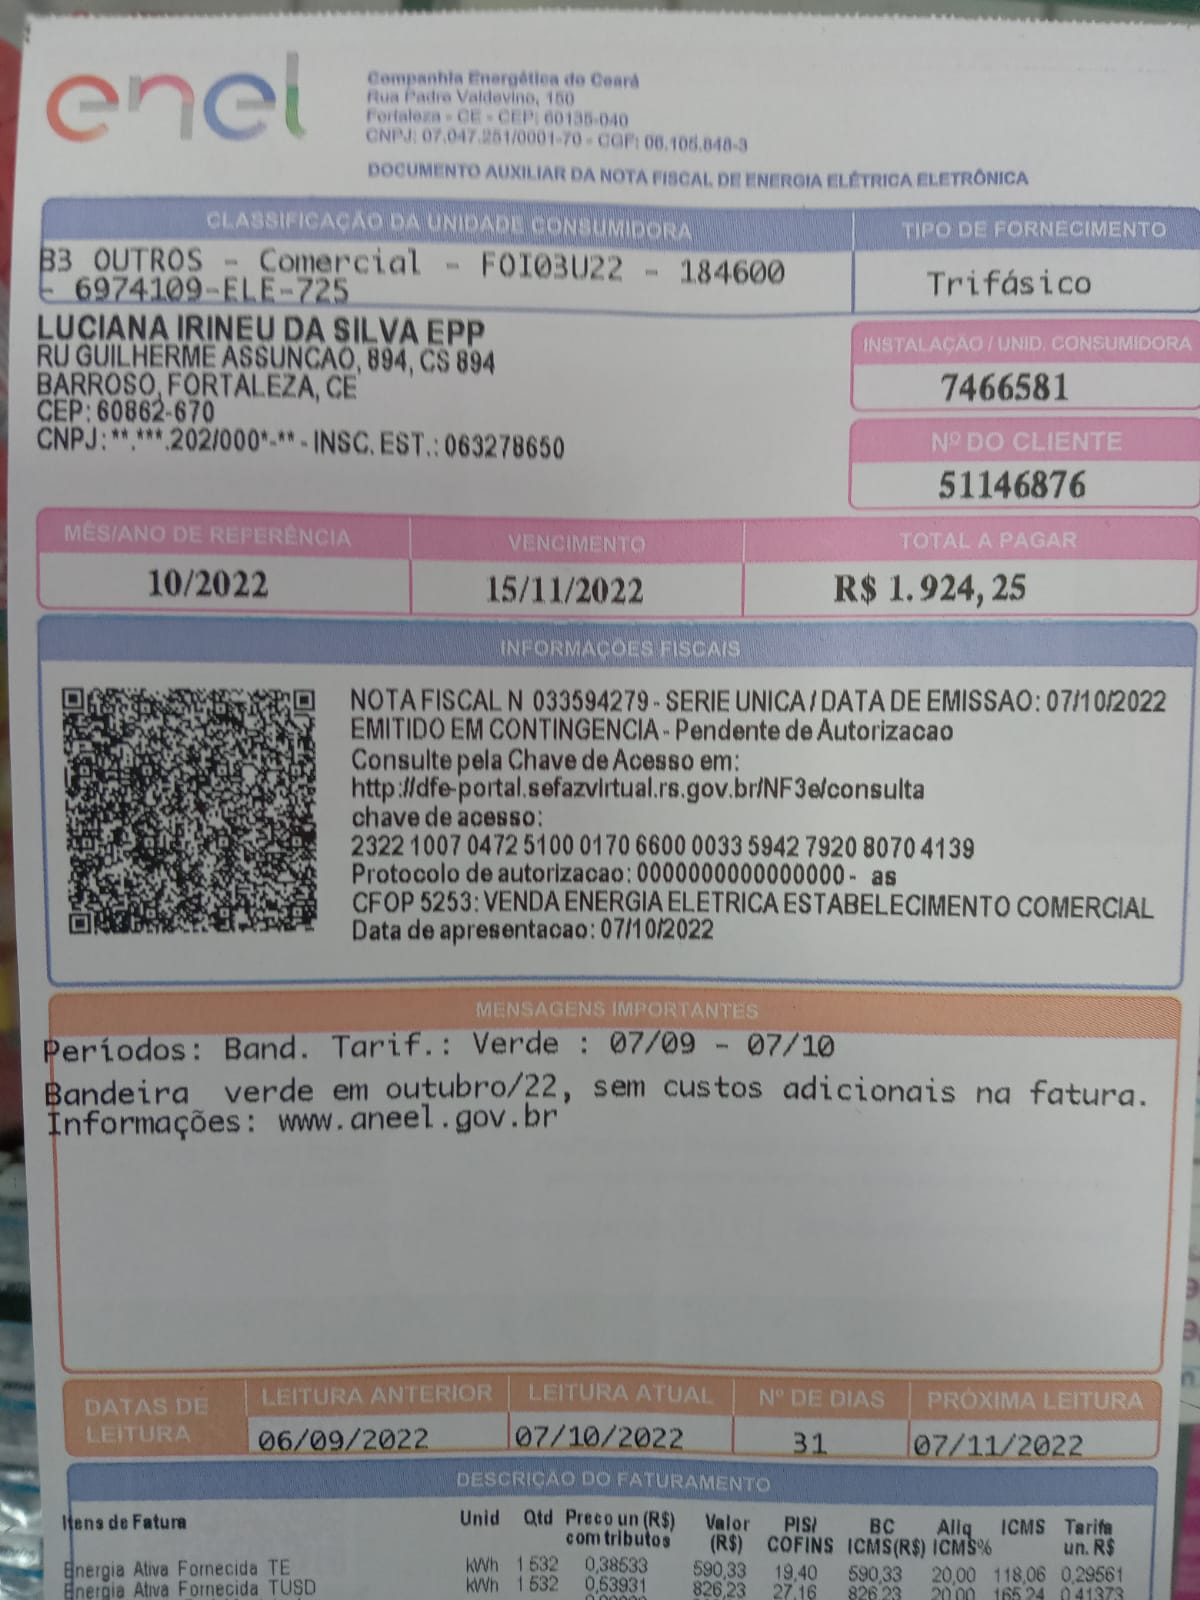 enel
Companhia Energética do Ceará
Rua Padre Valdevino, 150
Fortaleza - CE - CEP: 60135-040
CNPJ: 07.047.251/0001-70 - CGF: 06.105.848-3
DOCUMENTO AUXILIAR DA NOTA FISCAL DE ENERGIA ELÉTRICA ELETRÔNICA
CLASSIFICAÇÃO DA UNIDADE CONSUMIDORA
TIPO DE FORNECIMENTO
B3 OUTROS - Comercial - FOI03U22 - 184600
- 6974109-ELE-725
Trifásico
LUCIANA IRINEU DA SILVA EPP
RU GUILHERME ASSUNCAO, 894, CS 894
BARROSO, FORTALEZA, CE
CEP: 60862-670
CNPJ: **.***.202/000*-** - INSC. EST.: 063278650
INSTALAÇÃO / UNID. CONSUMIDORA
7466581
Nº DO CLIENTE
51146876
MÊS/ANO DE REFERÊNCIA VENCIMENTO TOTAL A PAGAR
10/2022 15/11/2022 R$ 1.924,25
INFORMAÇÕES FISCAIS
NOTA FISCAL N 033594279 - SERIE UNICA / DATA DE EMISSAO: 07/10/2022
EMITIDO EM CONTINGENCIA - Pendente de Autorizacao
Consulte pela Chave de Acesso em:
http://dfe-portal.sefazvirtual.rs.gov.br/NF3e/consulta
chave de acesso:
2322 1007 0472 5100 0170 6600 0033 5942 7920 8070 4139
Protocolo de autorizacao: 0000000000000000 - as
CFOP 5253: VENDA ENERGIA ELETRICA ESTABELECIMENTO COMERCIAL
Data de apresentacao: 07/10/2022
MENSAGENS IMPORTANTES
Períodos: Band. Tarif.: Verde : 07/09 - 07/10
Bandeira verde em outubro/22, sem custos adicionais na fatura.
Informações: www.aneel.gov.br
DATAS DE LEITURA
LEITURA ANTERIOR LEITURA ATUAL Nº DE DIAS PRÓXIMA LEITURA
06/09/2022 07/10/2022 31 07/11/2022
DESCRIÇÃO DO FATURAMENTO
Itens de Fatura Unid Qtd Preco un (R$) com tributos Valor (R$) PIS/ COFINS BC ICMS(R$) Aliq ICMS% ICMS Tarifa un. R$
Energia Ativa Fornecida TE kWh 1 532 0,38533 590,33 19,40 590,33 20,00 118,06 0,29561
Energia Ativa Fornecida TUSD kWh 1 532 0,53931 826,23 27,16 826,23 20,00 165,24 0,41373